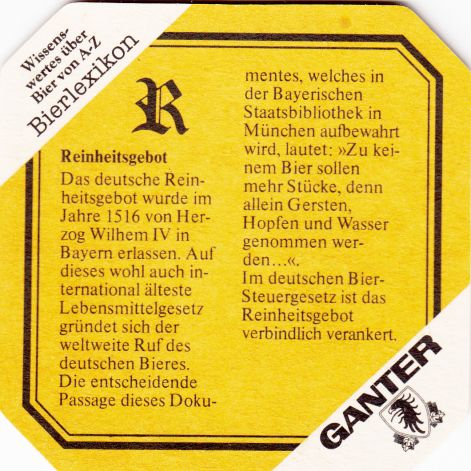 Wissens-
wertes über
Bier von A-Z
Bierlexikon
R
Reinheitsgebot
Das deutsche Rein-
heitsgebot wurde im
Jahre 1516 von Her-
zog Wilhem IV in
Bayern erlassen. Auf
dieses wohl auch in-
ternational älteste
Lebensmittelgesetz
gründet sich der
weltweite Ruf des
deutschen Bieres.
Die entscheidende
Passage dieses Doku-
mentes, welches in
der Bayerischen
Staatsbibliothek in
München aufbewahrt
wird, lautet: »Zu kei-
nem Bier sollen
mehr Stücke, denn
allein Gersten,
Hopfen und Wasser
genommen wer-
den...«.
Im deutschen Bier-
Steuergesetz ist das
Reinheitsgebot
verbindlich verankert.
GANTER